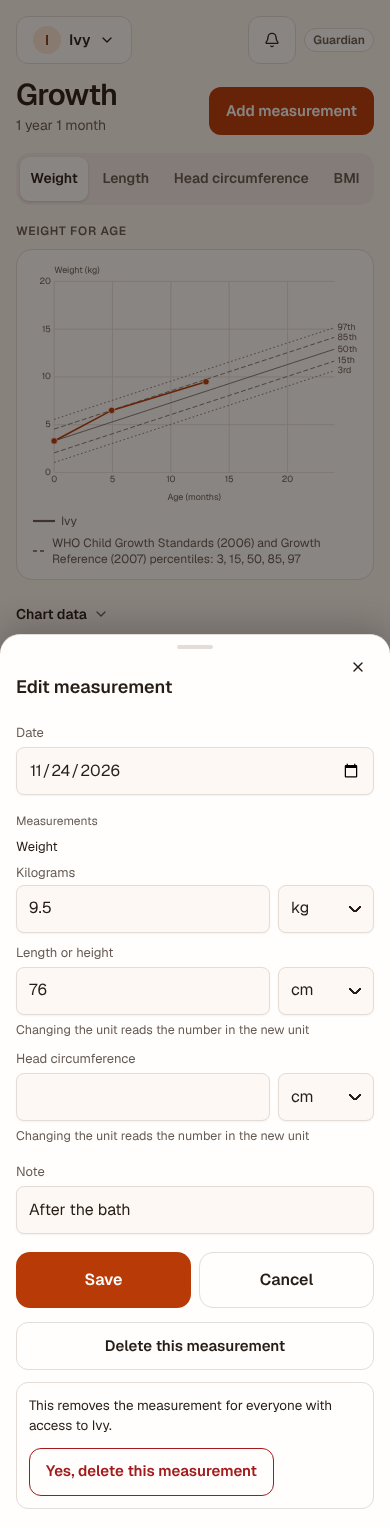 I Ivy
Guardian
Growth
1 year 1 month
Add measurement
Weight Length Head circumference BMI
WEIGHT FOR AGE
Weight (kg)
20
15
10
5
0
97th
85th
50th
15th
3rd
0 5 10 15 20
Age (months)
Ivy
WHO Child Growth Standards (2006) and Growth
Reference (2007) percentiles: 3, 15, 50, 85, 97
Chart data
Edit measurement
Date
11/24/2026
Measurements
Weight
Kilograms
9.5 kg
Length or height
76 cm
Changing the unit reads the number in the new unit
Head circumference
cm
Changing the unit reads the number in the new unit
Note
After the bath
Save Cancel
Delete this measurement
This removes the measurement for everyone with
access to Ivy.
Yes, delete this measurement